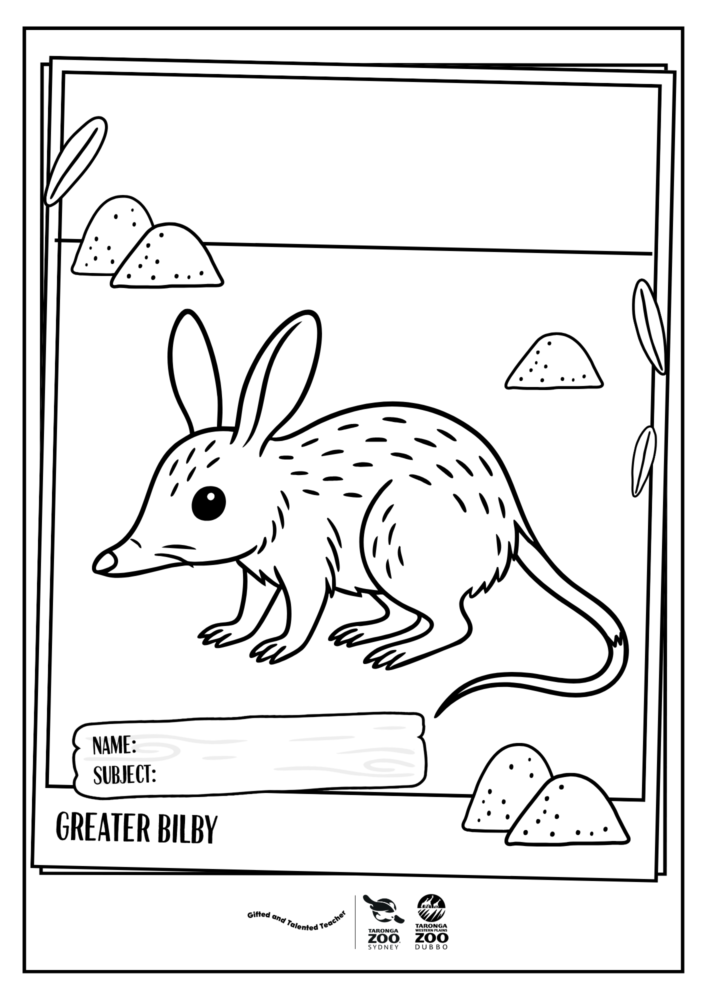 NAME:
SUBJECT:
GREATER BILBY
Gifted and Talented Teacher
TARONGA
ZOO
SYDNEY
TARONGA
WESTERN PLAINS
ZOO
DUBBO